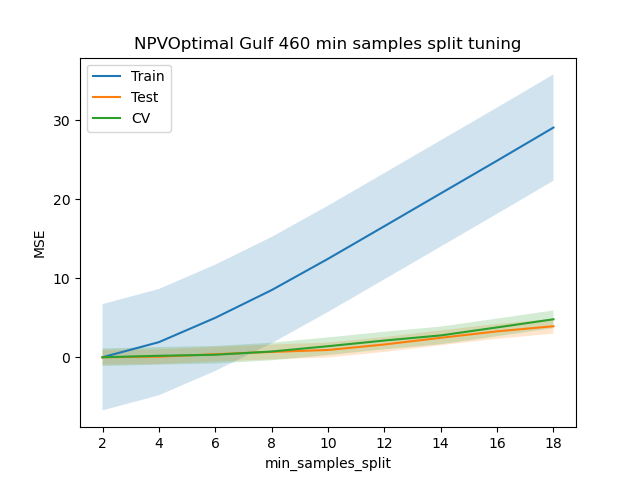 NPVOptimal Gulf 460 min samples split tuning
Train
Test
CV
MSE
30
20
10
0
2 4 6 8 10 12 14 16 18
min_samples_split